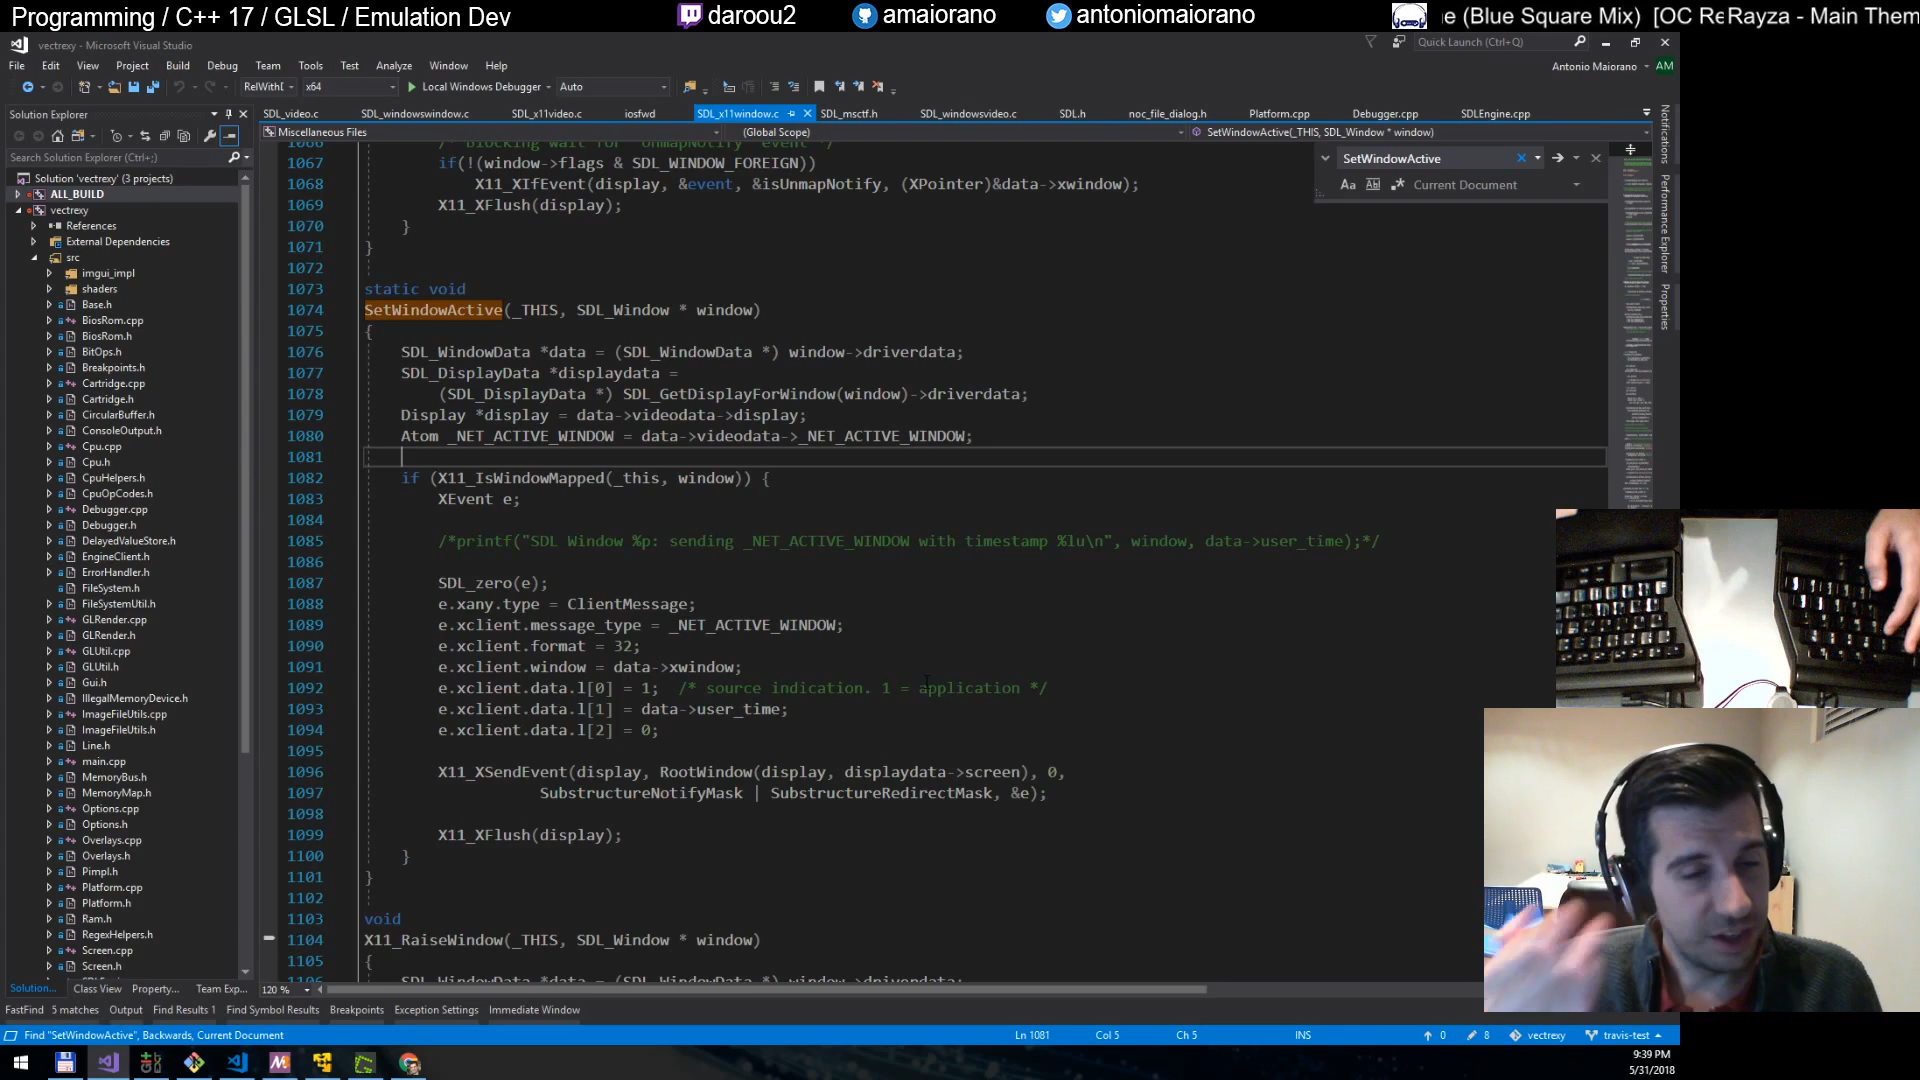 Programming / C++ 17 / GLSL / Emulation Dev
daroou2
amaiorano
antoniomaiorano
e (Blue Square Mix)  [OC Re
Rayza - Main Them
vectrexy - Microsoft Visual Studio
Quick Launch (Ctrl+Q)
File Edit View Project Build Debug Team Tools Test Analyze Window Help
Antonio Maiorano AM
RelWithD x64 Local Windows Debugger Auto
Solution Explorer
SDL_video.c SDL_windowswindow.c SDL_x11video.c iosfwd SDL_x11window.c SDL_msctf.h SDL_windowsvideo.c SDL.h noc_file_dialog.h Platform.cpp Debugger.cpp SDLEngine.cpp
Miscellaneous Files (Global Scope) SetWindowActive(_THIS, SDL_Window * window)
Search Solution Explorer (Ctrl+;)
Solution 'vectrexy' (3 projects)
ALL_BUILD
vectrexy
References
External Dependencies
src
imgui_impl
shaders
Base.h
BiosRom.cpp
BiosRom.h
BitOps.h
Breakpoints.h
Cartridge.cpp
Cartridge.h
CircularBuffer.h
ConsoleOutput.h
Cpu.cpp
Cpu.h
CpuHelpers.h
CpuOpCodes.h
Debugger.cpp
Debugger.h
DelayedValueStore.h
EngineClient.h
ErrorHandler.h
FileSystem.h
FileSystemUtil.h
GLRender.cpp
GLRender.h
GLUtil.cpp
GLUtil.h
Gui.h
IllegalMemoryDevice.h
ImageFileUtils.cpp
ImageFileUtils.h
Line.h
main.cpp
MemoryBus.h
MemoryMap.h
Options.cpp
Options.h
Overlays.cpp
Overlays.h
Pimpl.h
Platform.cpp
Platform.h
Ram.h
RegexHelpers.h
Screen.cpp
Screen.h
SetWindowActive
Aa Ab Current Document
Notifications
Performance Explorer
Properties
1066 /* Blocking wait for "UnmapNotify" event */
1067 if(!(window->flags & SDL_WINDOW_FOREIGN))
1068 X11_XIfEvent(display, &event, &isUnmapNotify, (XPointer)&data->xwindow);
1069 X11_XFlush(display);
1070 }
1071 }
1072
1073 static void
1074 SetWindowActive(_THIS, SDL_Window * window)
1075 {
1076 SDL_WindowData *data = (SDL_WindowData *) window->driverdata;
1077 SDL_DisplayData *displaydata =
1078 (SDL_DisplayData *) SDL_GetDisplayForWindow(window)->driverdata;
1079 Display *display = data->videodata->display;
1080 Atom _NET_ACTIVE_WINDOW = data->videodata->_NET_ACTIVE_WINDOW;
1081
1082 if (X11_IsWindowMapped(_this, window)) {
1083 XEvent e;
1084
1085 /*printf("SDL Window %p: sending _NET_ACTIVE_WINDOW with timestamp %lu\n", window, data->user_time);*/
1086
1087 SDL_zero(e);
1088 e.xany.type = ClientMessage;
1089 e.xclient.message_type = _NET_ACTIVE_WINDOW;
1090 e.xclient.format = 32;
1091 e.xclient.window = data->xwindow;
1092 e.xclient.data.l[0] = 1;  /* source indication. 1 = application */
1093 e.xclient.data.l[1] = data->user_time;
1094 e.xclient.data.l[2] = 0;
1095
1096 X11_XSendEvent(display, RootWindow(display, displaydata->screen), 0,
1097 SubstructureNotifyMask | SubstructureRedirectMask, &e);
1098
1099 X11_XFlush(display);
1100 }
1101 }
1102
1103 void
1104 X11_RaiseWindow(_THIS, SDL_Window * window)
1105 {
1106 SDL_WindowData *data = (SDL_WindowData *) window->driverdata;
Solution... Class View Property... Team Exp...
120 %
FastFind 5 matches Output Find Results 1 Find Symbol Results Breakpoints Exception Settings Immediate Window
Find "SetWindowActive", Backwards, Current Document Ln 1081 Col 5 Ch 5 INS 0 8 vectrexy travis-test
9:39 PM
5/31/2018